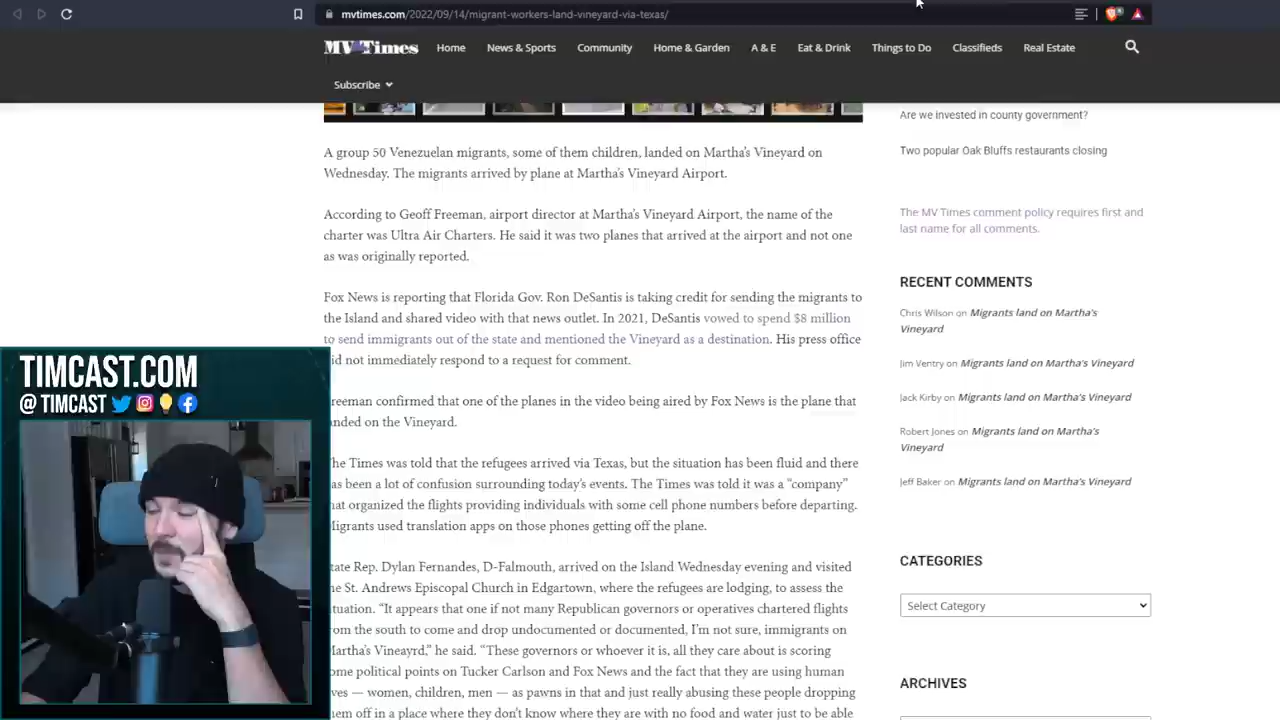 mvtimes.com/2022/09/14/migrant-workers-land-vineyard-via-texas/
MV Times
Home
News & Sports
Community
Home & Garden
A & E
Eat & Drink
Things to Do
Classifieds
Real Estate
Subscribe
A group 50 Venezuelan migrants, some of them children, landed on Martha's Vineyard on
Wednesday. The migrants arrived by plane at Martha's Vineyard Airport.
According to Geoff Freeman, airport director at Martha's Vineyard Airport, the name of the
charter was Ultra Air Charters. He said it was two planes that arrived at the airport and not one
as was originally reported.
Fox News is reporting that Florida Gov. Ron DeSantis is taking credit for sending the migrants to
the Island and shared video with that news outlet. In 2021, DeSantis vowed to spend $8 million
to send immigrants out of the state and mentioned the Vineyard as a destination. His press office
id not immediately respond to a request for comment.
reeman confirmed that one of the planes in the video being aired by Fox News is the plane that
anded on the Vineyard.
he Times was told that the refugees arrived via Texas, but the situation has been fluid and there
as been a lot of confusion surrounding today's events. The Times was told it was a "company"
hat organized the flights providing individuals with some cell phone numbers before departing.
igrants used translation apps on those phones getting off the plane.
tate Rep. Dylan Fernandes, D-Falmouth, arrived on the Island Wednesday evening and visited
he St. Andrews Episcopal Church in Edgartown, where the refugees are lodging, to assess the
ituation. "It appears that one if not many Republican governors or operatives chartered flights
rom the south to come and drop undocumented or documented, I'm not sure, immigrants on
artha's Vineayrd," he said. "These governors or whoever it is, all they care about is scoring
ome political points on Tucker Carlson and Fox News and the fact that they are using human
ives — women, children, men — as pawns in that and just really abusing these people dropping
hem off in a place where they don't know where they are with no food and water just to be able
Are we invested in county government?
Two popular Oak Bluffs restaurants closing
The MV Times comment policy requires first and
last name for all comments.
RECENT COMMENTS
Chris Wilson on Migrants land on Martha's
Vineyard
Jim Ventry on Migrants land on Martha's Vineyard
Jack Kirby on Migrants land on Martha's Vineyard
Robert Jones on Migrants land on Martha's
Vineyard
Jeff Baker on Migrants land on Martha's Vineyard
CATEGORIES
Select Category
ARCHIVES
TIMCAST.COM
@ TIMCAST